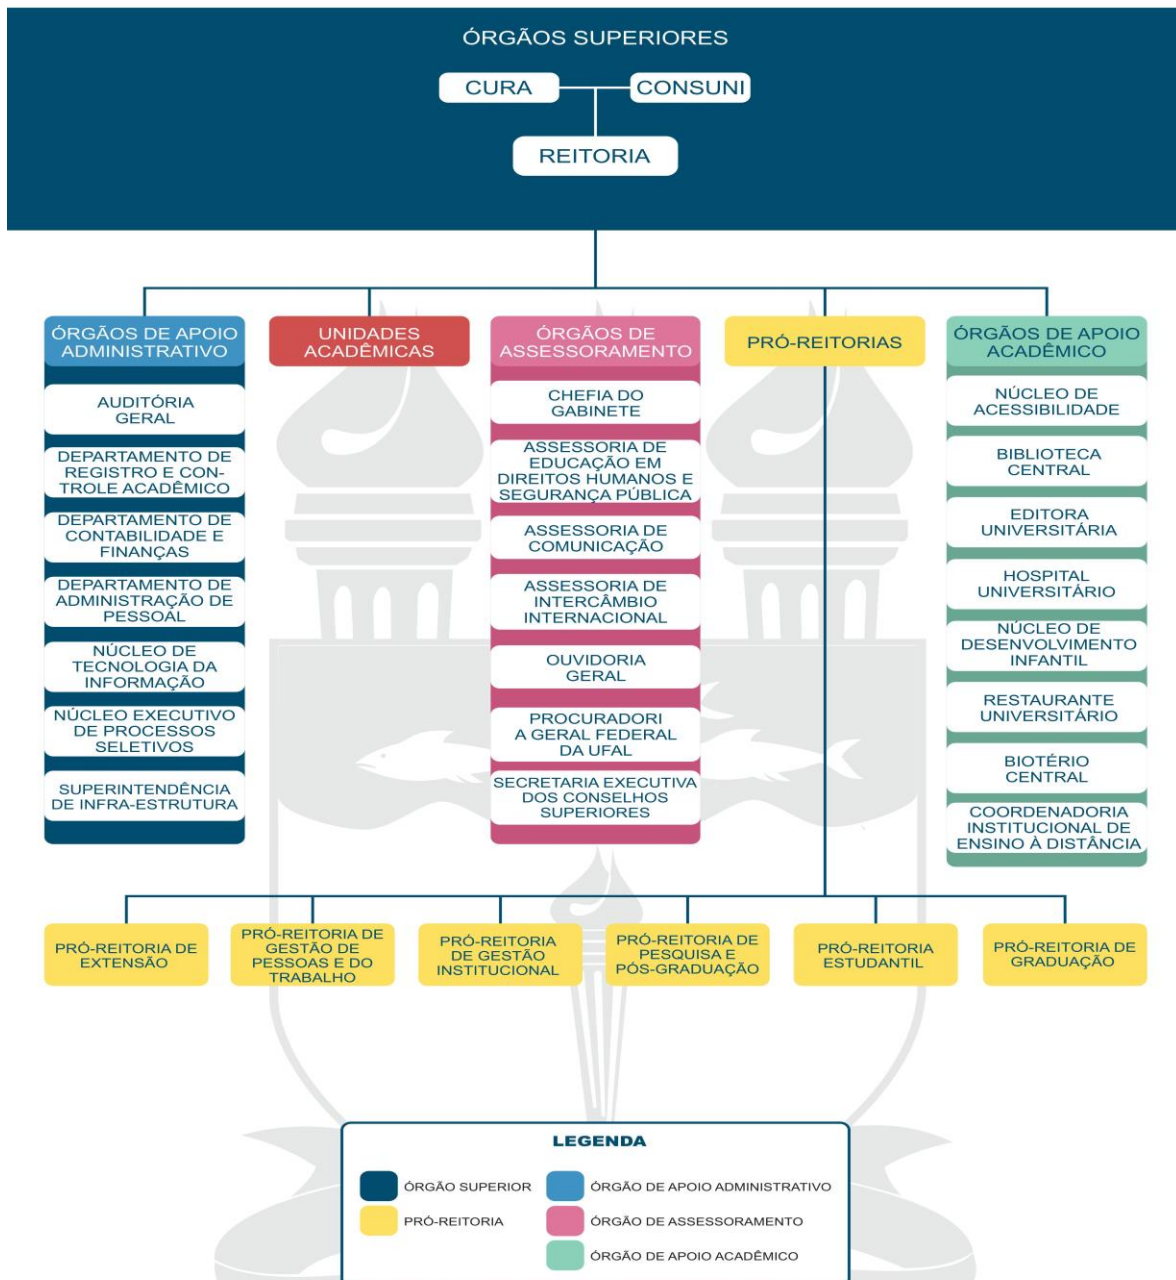 ÓRGÃOS SUPERIORES
CURA
CONSUNI
REITORIA
ÓRGÃOS DE APOIO
ADMINISTRATIVO
AUDITÓRIA
GERAL
DEPARTAMENTO DE
REGISTRO E CON-
TROLE ACADÊMICO
DEPARTAMENTO DE
CONTABILIDADE E
FINANÇAS
DEPARTAMENTO DE
ADMINISTRAÇÃO DE
PESSOAL
NÚCLEO DE
TECNOLOGIA DA
INFORMAÇÃO
NÚCLEO EXECUTIVO
DE PROCESSOS
SELETIVOS
SUPERINTENDÊNCIA
DE INFRA-ESTRUTURA
UNIDADES
ACADÊMICAS
ÓRGÃOS DE
ASSESSORAMENTO
CHEFIA DO
GABINETE
ASSESSORIA DE
EDUCAÇÃO EM
DIREITOS HUMANOS E
SEGURANÇA PÚBLICA
ASSESSORIA DE
COMUNICAÇÃO
ASSESSORIA DE
INTERCÂMBIO
INTERNACIONAL
OUVIDORIA
GERAL
PROCURADORI
A GERAL FEDERAL
DA UFAL
SECRETARIA EXECUTIVA
DOS CONSELHOS
SUPERIORES
PRÓ-REITORIAS
ÓRGÃOS DE APOIO
ACADÊMICO
NÚCLEO DE
ACESSIBILIDADE
BIBLIOTECA
CENTRAL
EDITORA
UNIVERSITÁRIA
HOSPITAL
UNIVERSITÁRIO
NÚCLEO DE
DESENVOLVIMENTO
INFANTIL
RESTAURANTE
UNIVERSITÁRIO
BIOTÉRIO
CENTRAL
COORDENADORIA
INSTITUCIONAL DE
ENSINO À DISTÂNCIA
PRÓ-REITORIA DE
EXTENSÃO
PRÓ-REITORIA DE
GESTÃO DE
PESSOAS E DO
TRABALHO
PRÓ-REITORIA
DE GESTÃO
INSTITUCIONAL
PRÓ-REITORIA DE
PESQUISA E
PÓS-GRADUAÇÃO
PRÓ-REITORIA
ESTUDANTIL
PRÓ-REITORIA DE
GRADUAÇÃO
LEGENDA
ÓRGÃO SUPERIOR
PRÓ-REITORIA
ÓRGÃO DE APOIO ADMINISTRATIVO
ÓRGÃO DE ASSESSORAMENTO
ÓRGÃO DE APOIO ACADÊMICO